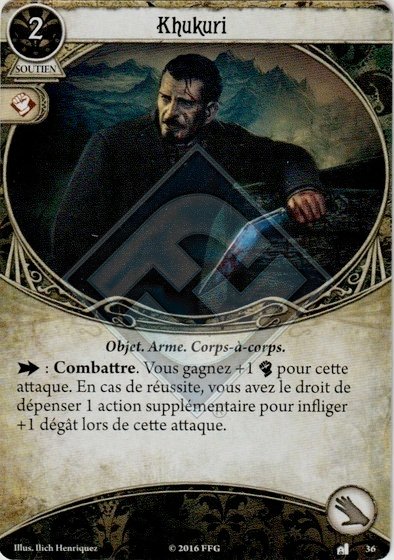 Khukuri
2
SOUTIEN
Objet. Arme. Corps-à-corps.
: Combattre. Vous gagnez +1 pour cette
attaque. En cas de réussite, vous avez le droit de
dépenser 1 action supplémentaire pour infliger
+1 dégât lors de cette attaque.
Illus. Ilich Henriquez
© 2016 FFG
36